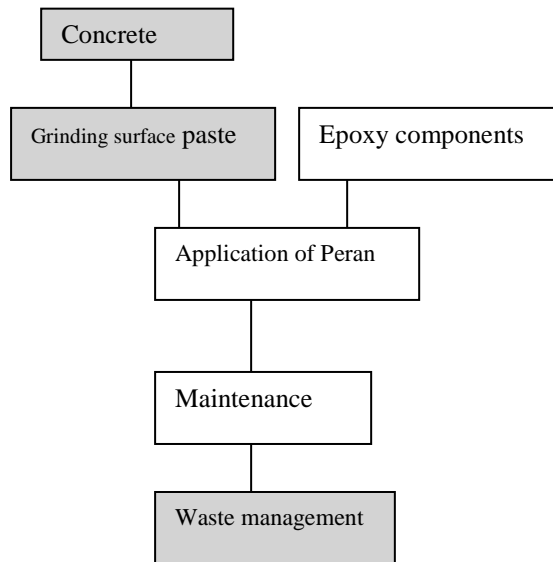 Concrete
Grinding surface paste
Epoxy components
Application of Peran
Maintenance
Waste management